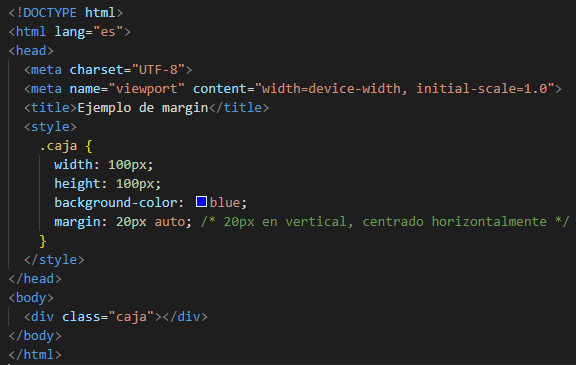 <!DOCTYPE html>
<html lang="es">
<head>
  <meta charset="UTF-8">
  <meta name="viewport" content="width=device-width, initial-scale=1.0">
  <title>Ejemplo de margin</title>
  <style>
    .caja {
      width: 100px;
      height: 100px;
      background-color: blue;
      margin: 20px auto; /* 20px en vertical, centrado horizontalmente */
    }
  </style>
</head>
<body>
  <div class="caja"></div>
</body>
</html>